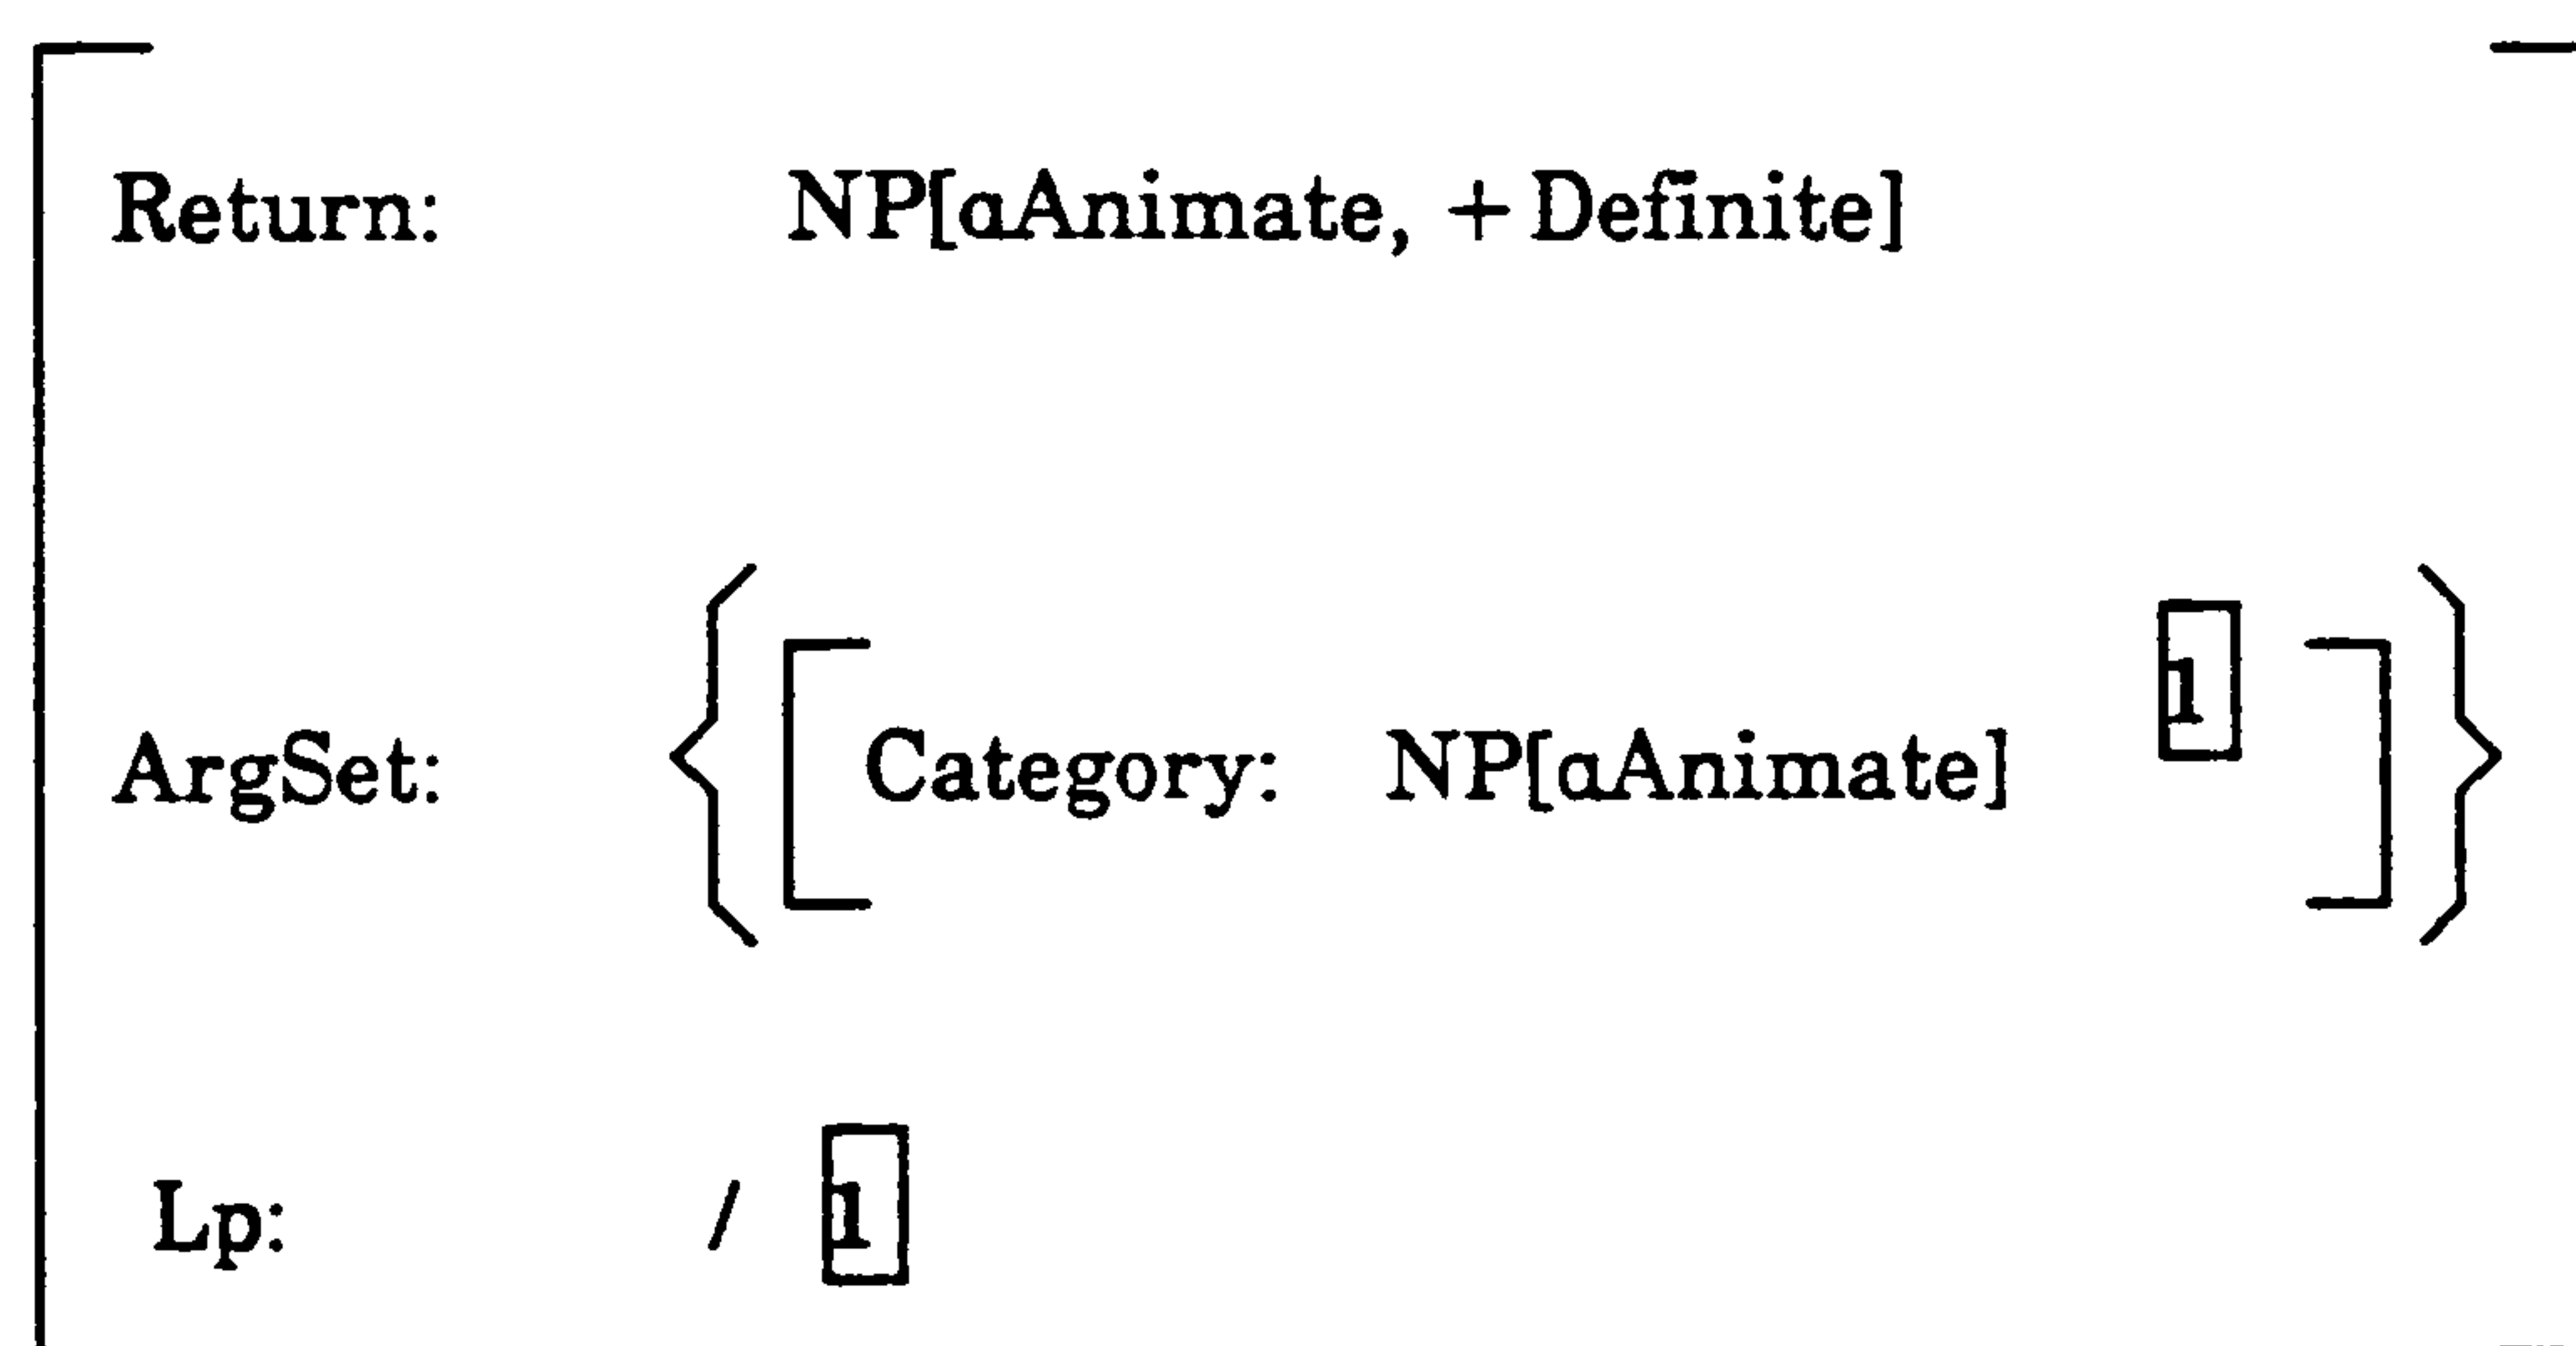 Return: NP[αAnimate, +Definite]
1
ArgSet: { [ Category: NP[αAnimate] ] }
Lp: / 1